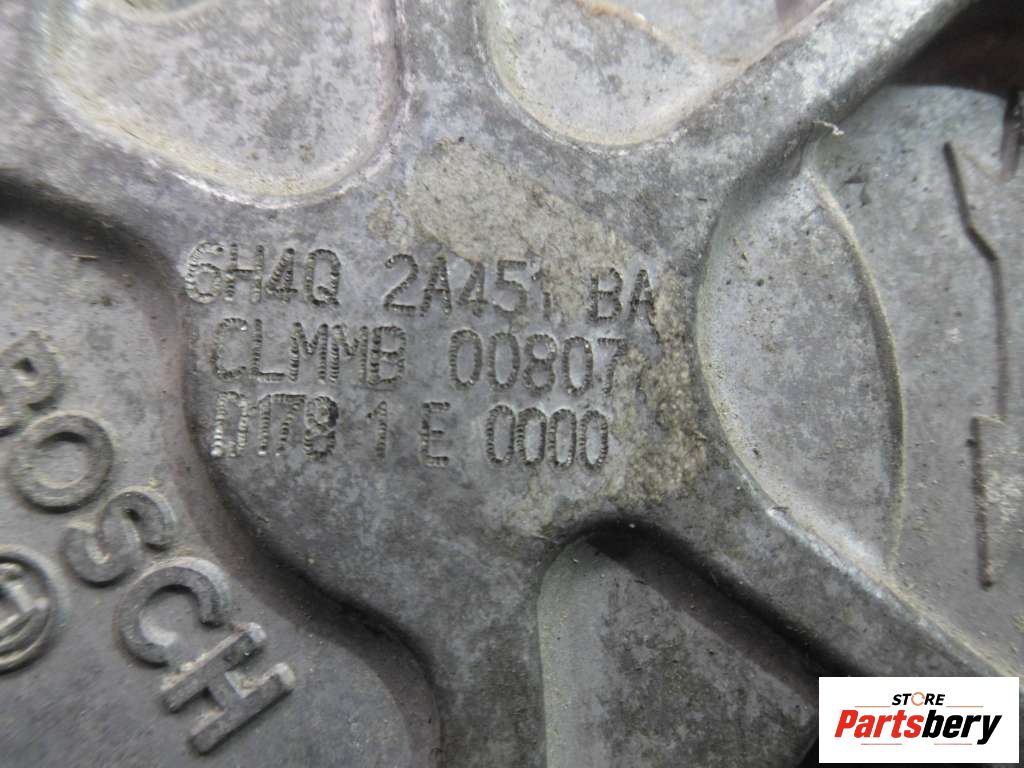 6H4Q 2A451 BA
CLMMB 00807
D178 1 E 0000
BOSCH
STORE
Partsbery